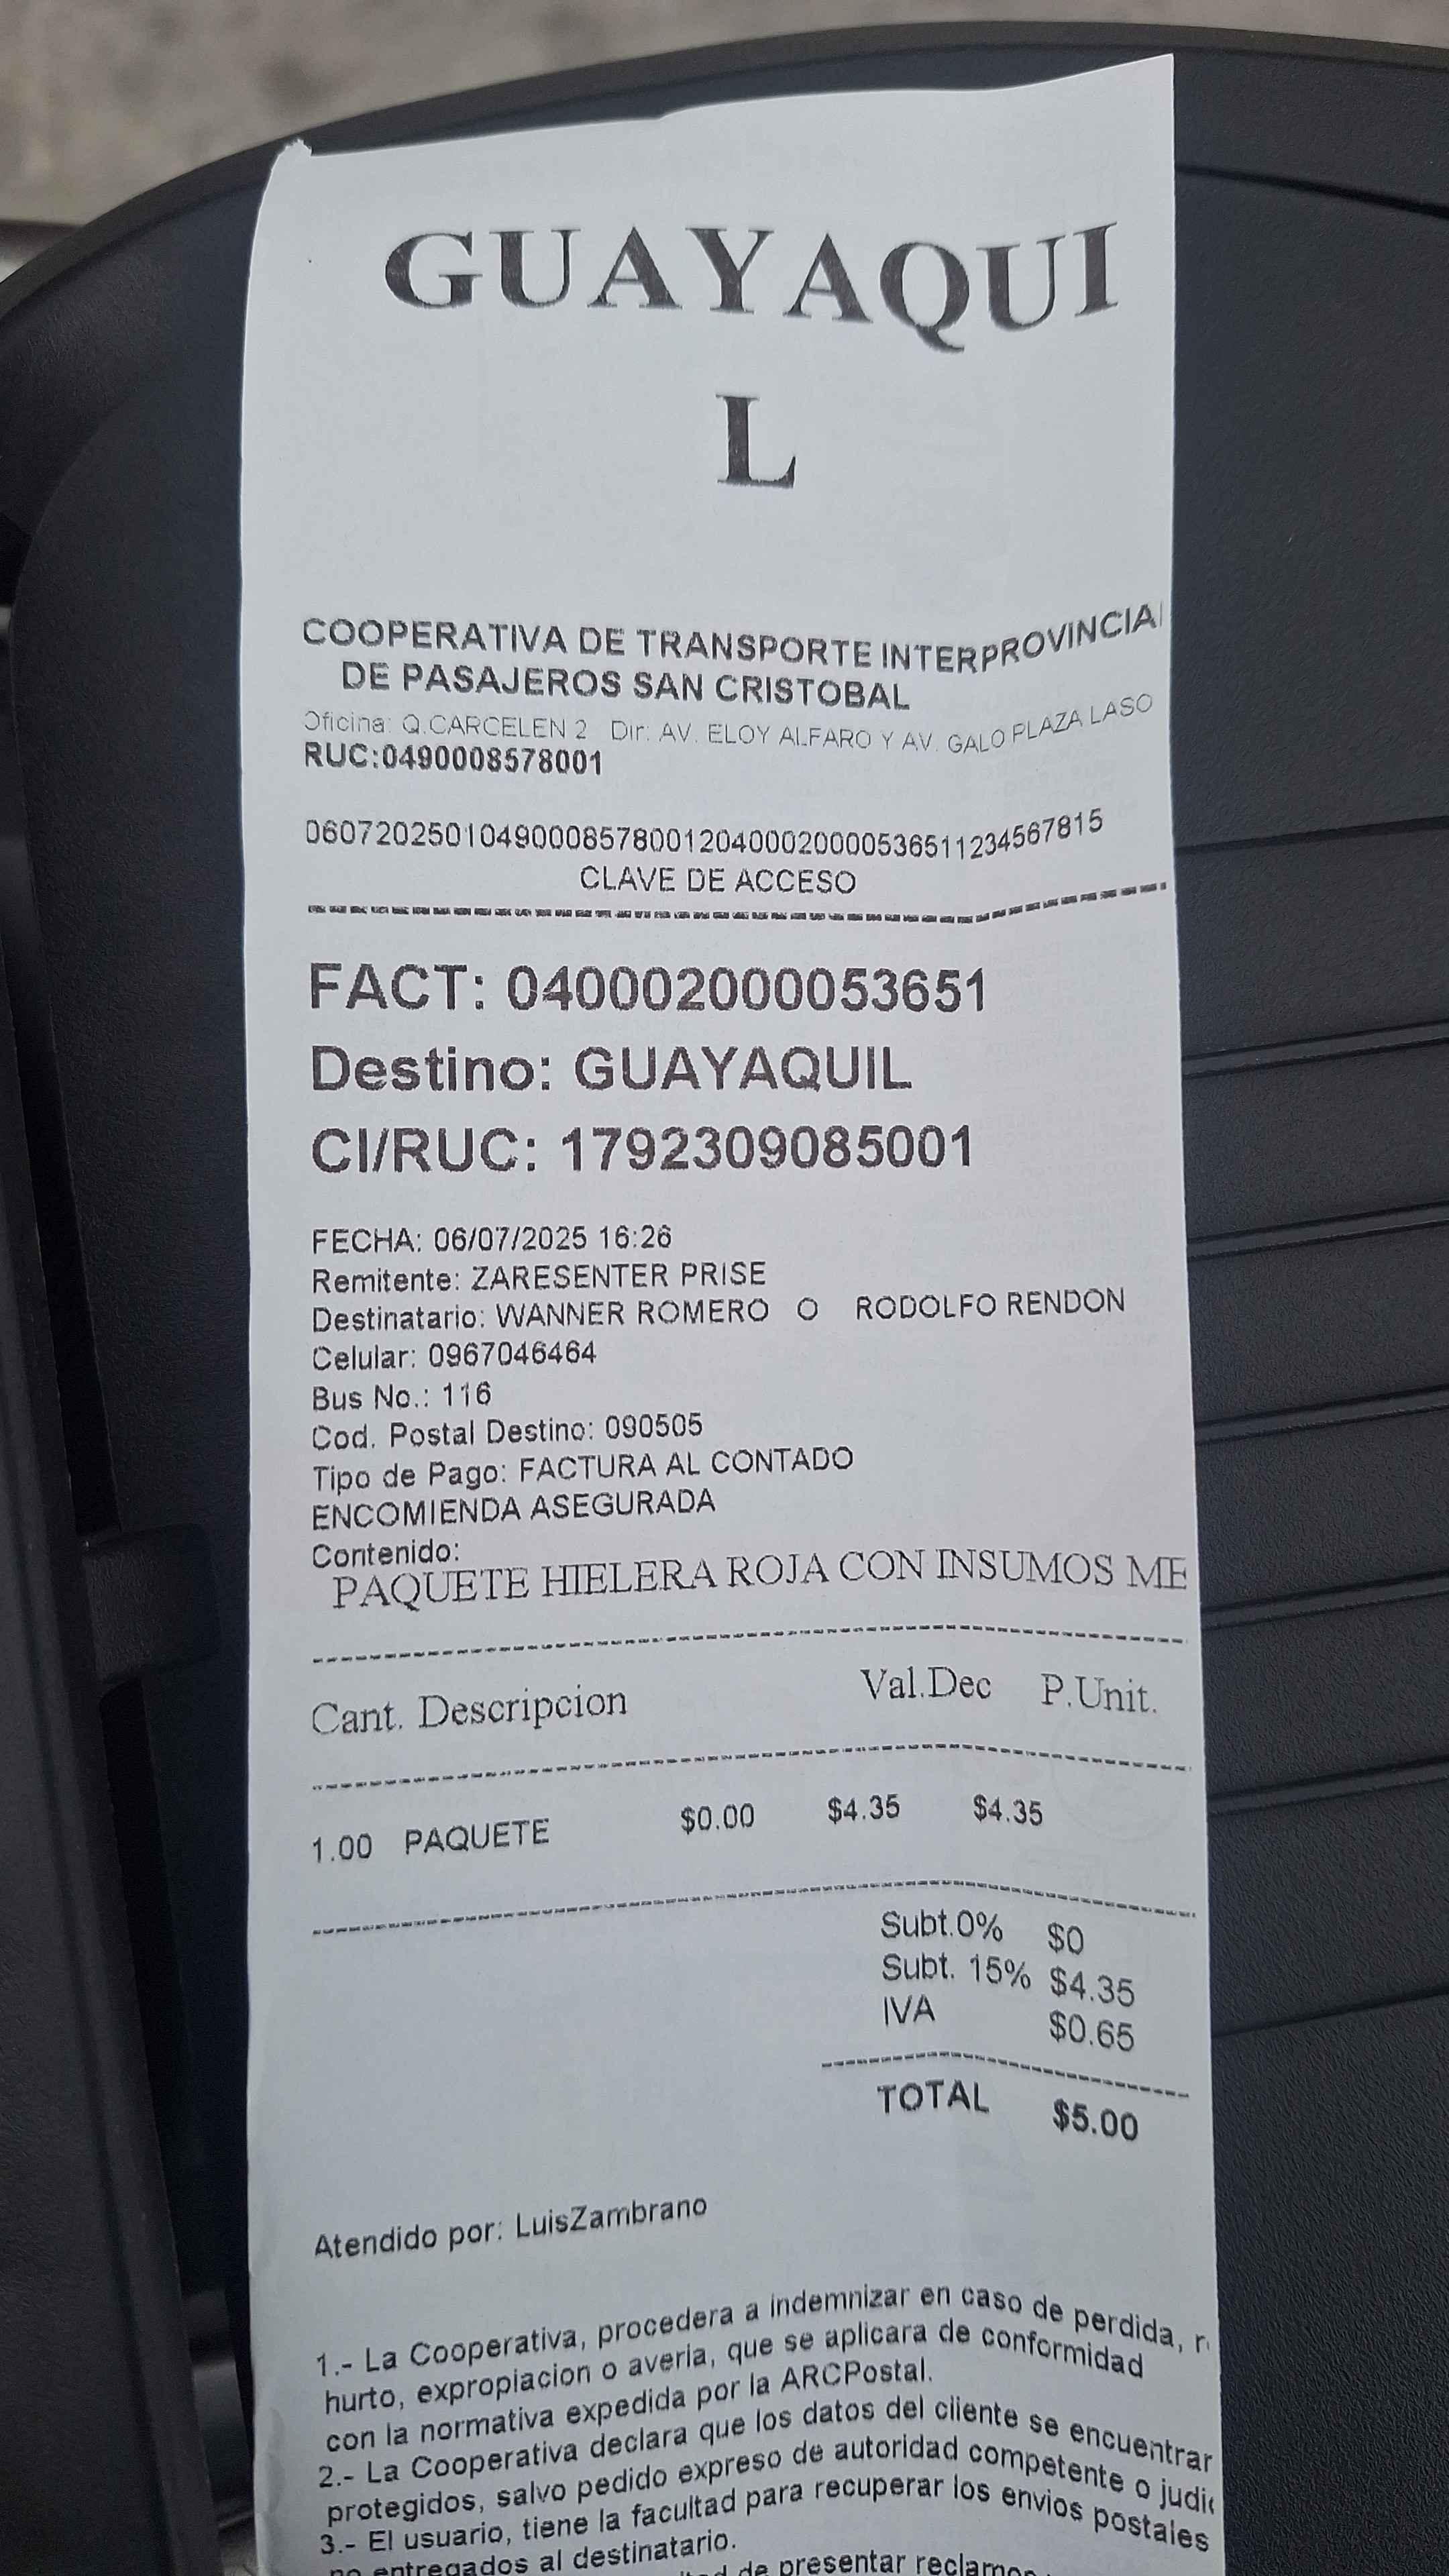 GUAYAQUI
L
COOPERATIVA DE TRANSPORTE INTERPROVINCIAL
DE PASAJEROS SAN CRISTOBAL
Oficina: Q.CARCELEN 2 Dir: AV. ELOY ALFARO Y AV. GALO PLAZA LASO
RUC:0490008578001
0607202501049000857800120400020000536511234567815
CLAVE DE ACCESO
FACT: 040002000053651
Destino: GUAYAQUIL
CI/RUC: 1792309085001
FECHA: 06/07/2025 16:26
Remitente: ZARESENTER PRISE
Destinatario: WANNER ROMERO O RODOLFO RENDON
Celular: 0967046464
Bus No.: 116
Cod. Postal Destino: 090505
Tipo de Pago: FACTURA AL CONTADO
ENCOMIENDA ASEGURADA
Contenido:
PAQUETE HIELERA ROJA CON INSUMOS ME
Cant. Descripcion Val.Dec P.Unit.
1.00 PAQUETE $0.00 $4.35 $4.35
Subt.0% $0
Subt. 15% $4.35
IVA $0.65
TOTAL $5.00
Atendido por: LuisZambrano
1.- La Cooperativa, procedera a indemnizar en caso de perdida,
hurto, expropiacion o averia, que se aplicara de conformidad
con la normativa expedida por la ARCPostal.
2.- La Cooperativa declara que los datos del cliente se encuentrar
protegidos, salvo pedido expreso de autoridad competente o judic
3.- El usuario, tiene la facultad para recuperar los envios postales
no entregados al destinatario.
de presentar reclamos